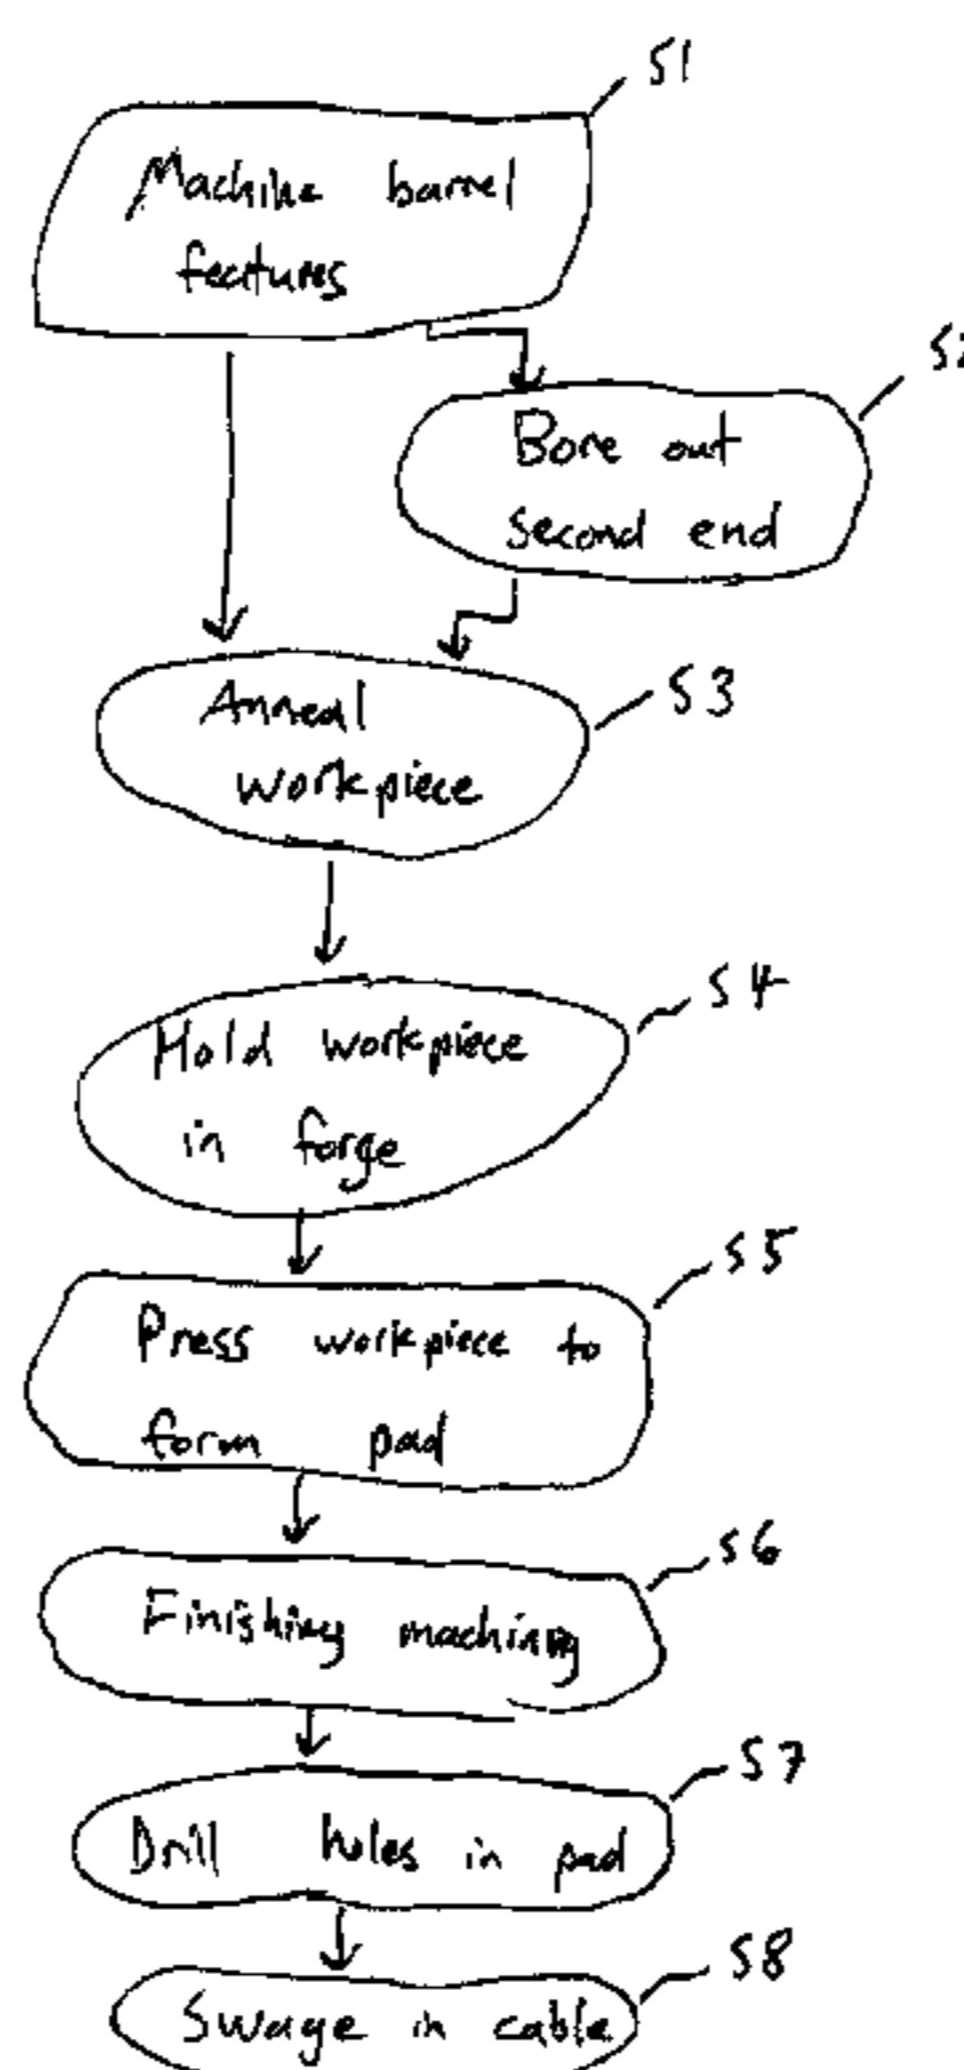 S1
Machine barrel
features
S2
Bore out
second end
S3
Anneal
workpiece
S4
Hold workpiece
in forge
S5
Press workpiece to
form pad
S6
Finishing machining
S7
Drill holes in pad
S8
Swage in cable